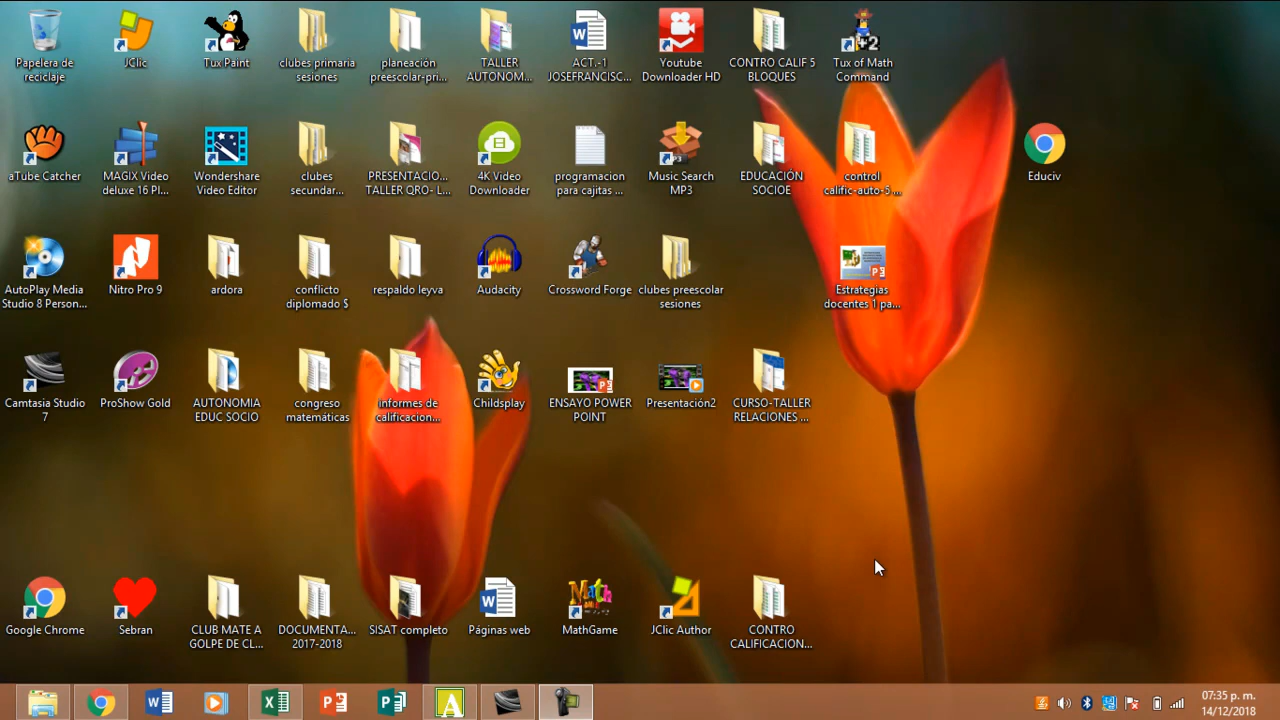 Papelera de
reciclaje
JClic
Tux Paint
clubes primaria
sesiones
planeacion
preescolar-pri...
TALLER
AUTONOM...
ACT.-1
JOSEFRANCISC...
Youtube
Downloader HD
CONTRO CALIF 5
BLOQUES
Tux of Math
Command
aTube Catcher
MAGIX Video
deluxe 16 Pl...
Wondershare
Video Editor
clubes
secundar...
PRESENTACIO...
TALLER QRO- L...
4K Video
Downloader
programacion
para cajitas ...
Music Search
MP3
EDUCACIÓN
SOCIOE
control
calific-auto-5 ...
Educiv
AutoPlay Media
Studio 8 Person...
Nitro Pro 9
ardora
conflicto
diplomado $
respaldo leyva
Audacity
Crossword Forge
clubes preescolar
sesiones
Estrategias
docentes 1 pa...
Camtasia Studio
7
ProShow Gold
AUTONOMIA
EDUC SOCIO
congreso
matemáticas
informes de
calificacion...
Childsplay
ENSAYO POWER
POINT
Presentación2
CURSO-TALLER
RELACIONES ...
Google Chrome
Sebran
CLUB MATE A
GOLPE DE CL...
DOCUMENTA...
2017-2018
SISAT completo
Páginas web
MathGame
JClic Author
CONTRO
CALIFICACION...
07:35 p. m.
14/12/2018